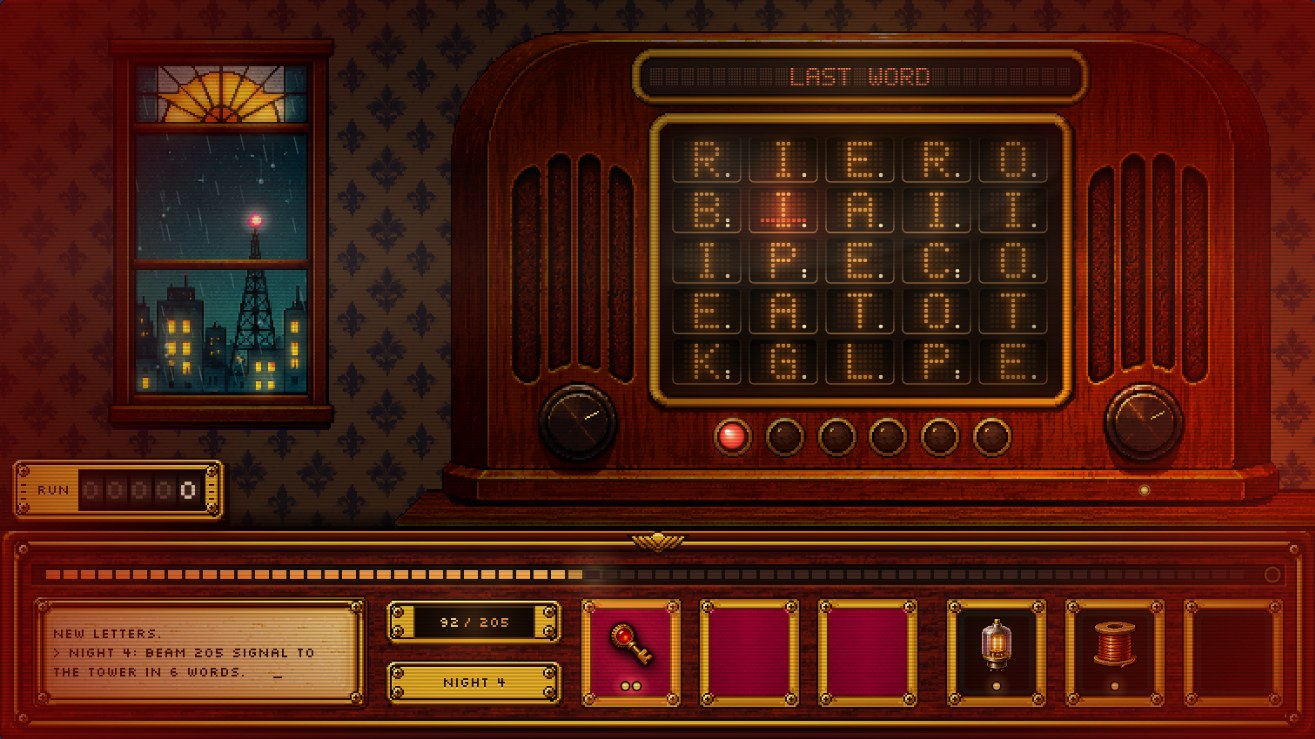 LAST WORD
R. I. E. R. O.
B: I. A. I. I.
I. P: E. C: O.
E. A. T. O. T.
K: G: L. P: E.
RUN 00000
92 / 205
NEW LETTERS.
> NIGHT 4: BEAM 205 SIGNAL TO
THE TOWER IN 6 WORDS. _
NIGHT 4